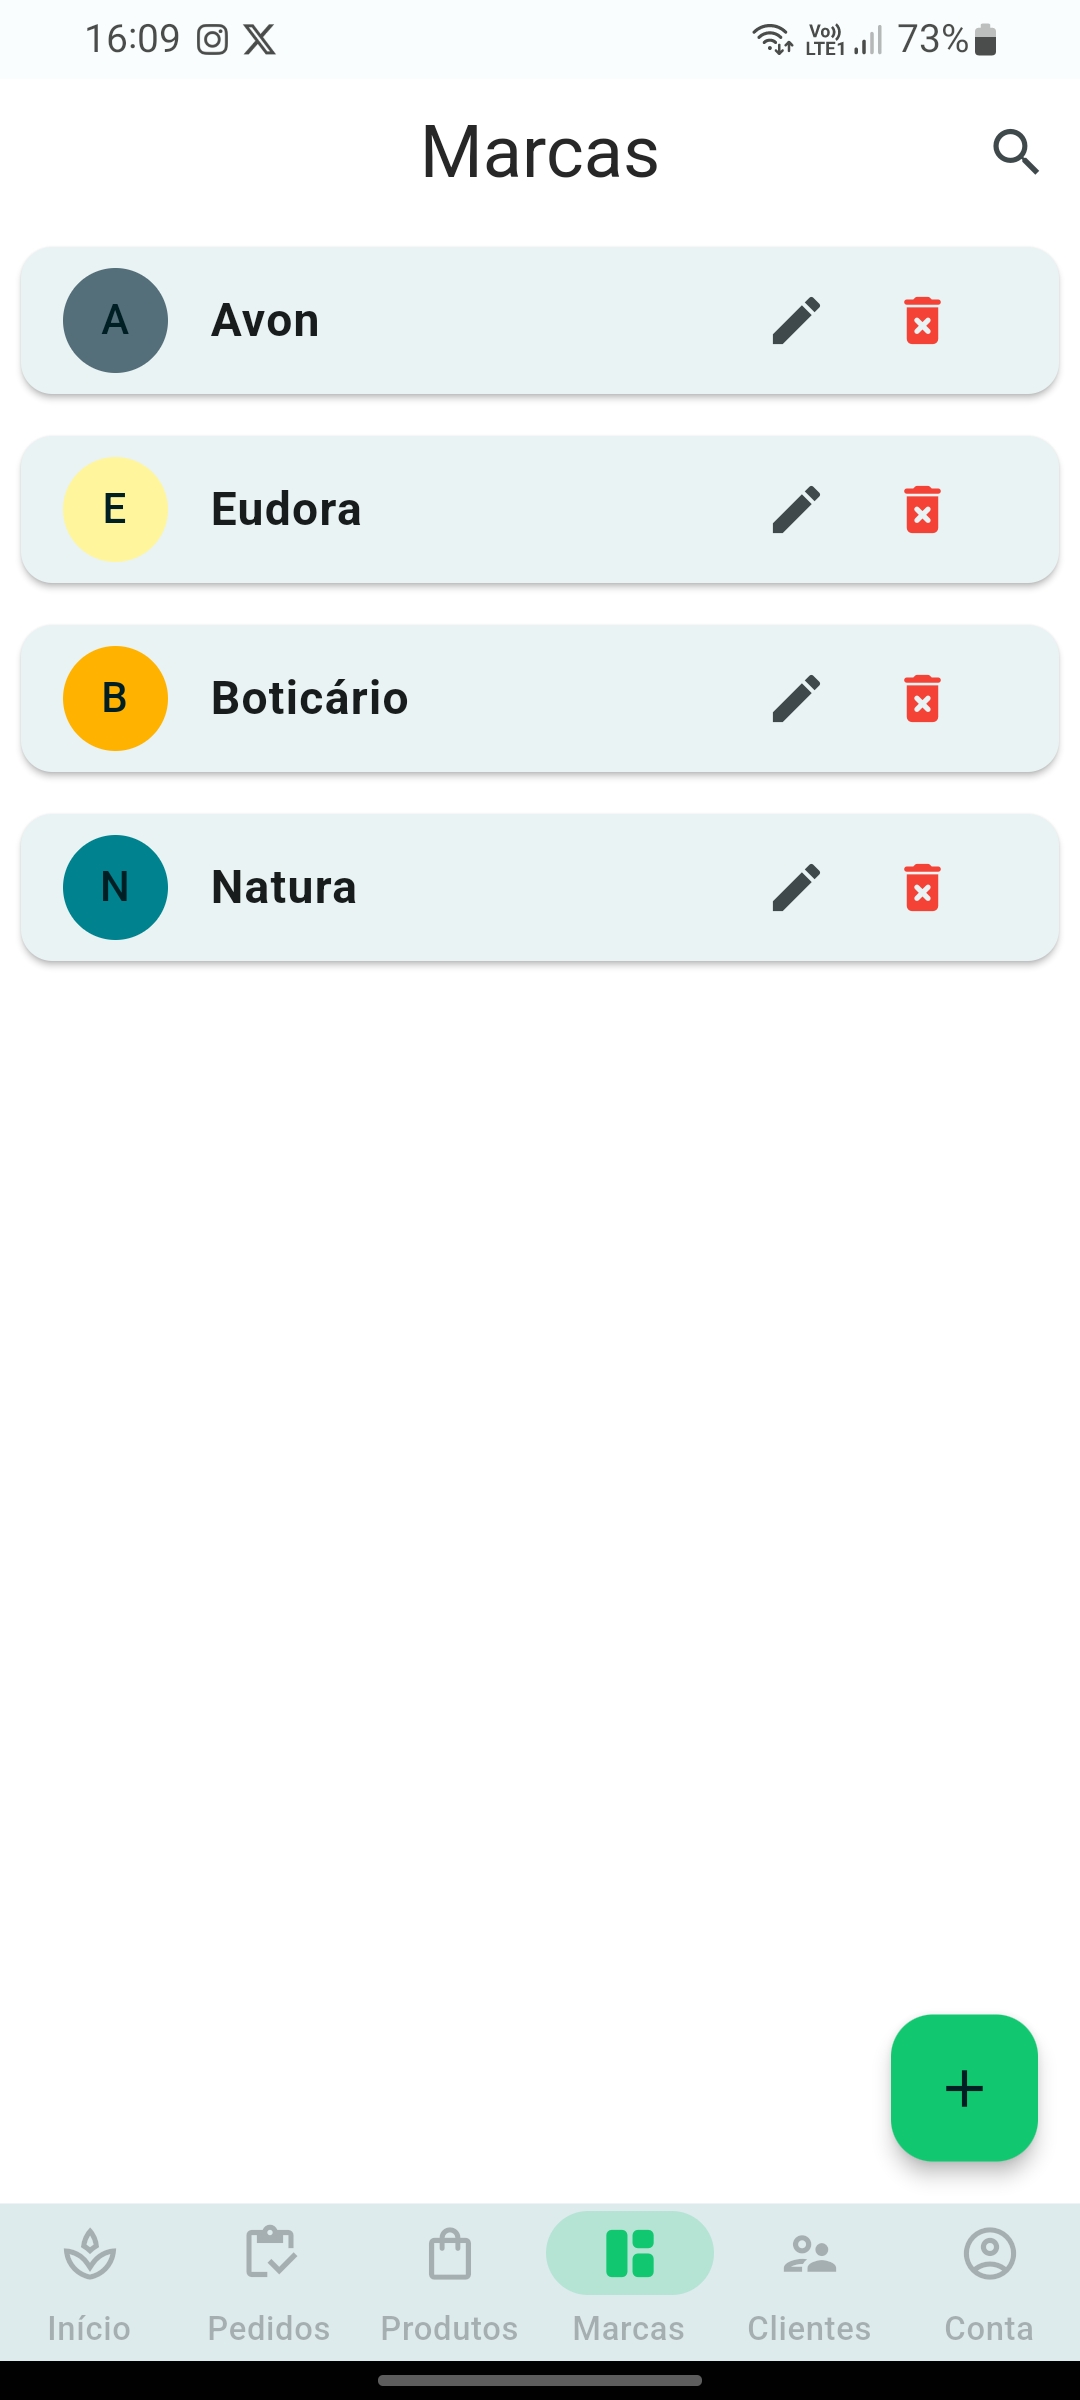 16:09 Vo)) LTE1 73%
Marcas
A Avon
E Eudora
B Boticário
N Natura
+
Início Pedidos Produtos Marcas Clientes Conta